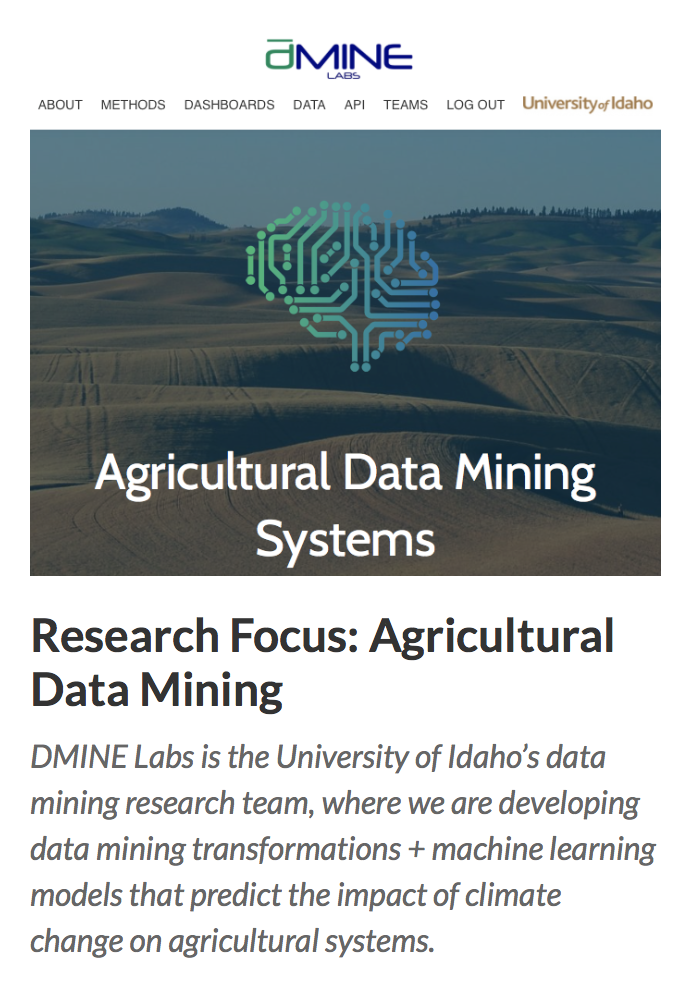 DMINE
LABS
ABOUT METHODS DASHBOARDS DATA API TEAMS LOG OUT University of Idaho
Agricultural Data Mining
Systems
Research Focus: Agricultural
Data Mining
DMINE Labs is the University of Idaho’s data
mining research team, where we are developing
data mining transformations + machine learning
models that predict the impact of climate
change on agricultural systems.